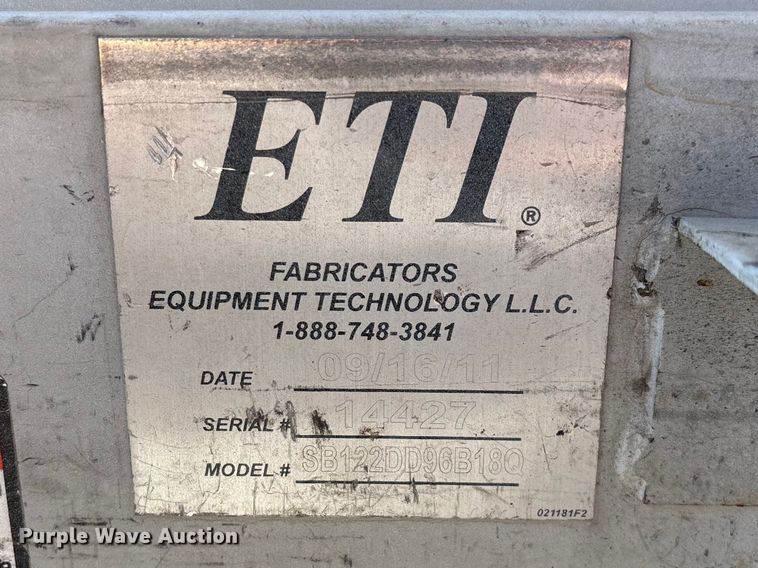 ETI®
FABRICATORS
EQUIPMENT TECHNOLOGY L.L.C.
1-888-748-3841
DATE 09/16/11
SERIAL # 14427
MODEL # SB122DD96B18Q
021181F2
Purple Wave Auction